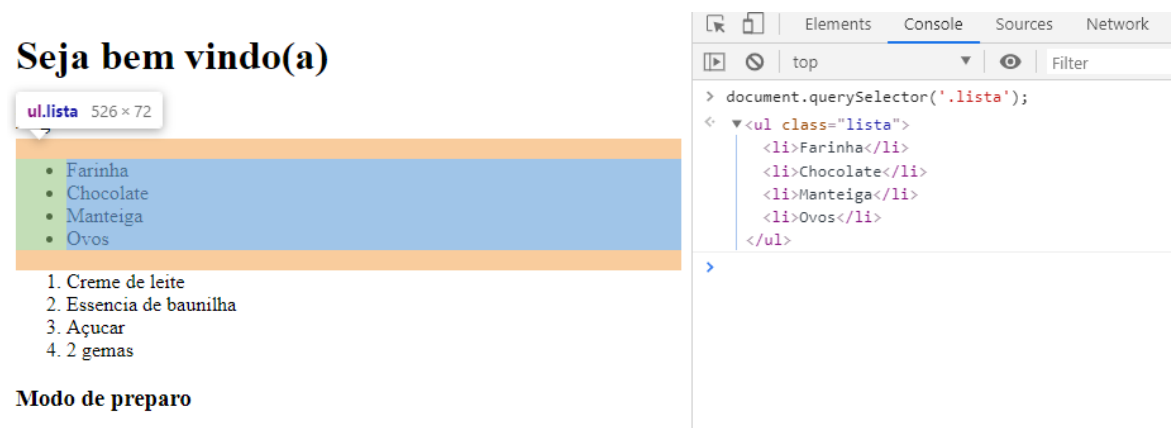 Seja bem vindo(a)
ul.lista 526 × 72
• Farinha
• Chocolate
• Manteiga
• Ovos
1. Creme de leite
2. Essencia de baunilha
3. Açucar
4. 2 gemas
Modo de preparo
Elements Console Sources Network
top Filter
> document.querySelector('.lista');
<ul class="lista">
<li>Farinha</li>
<li>Chocolate</li>
<li>Manteiga</li>
<li>Ovos</li>
</ul>
>